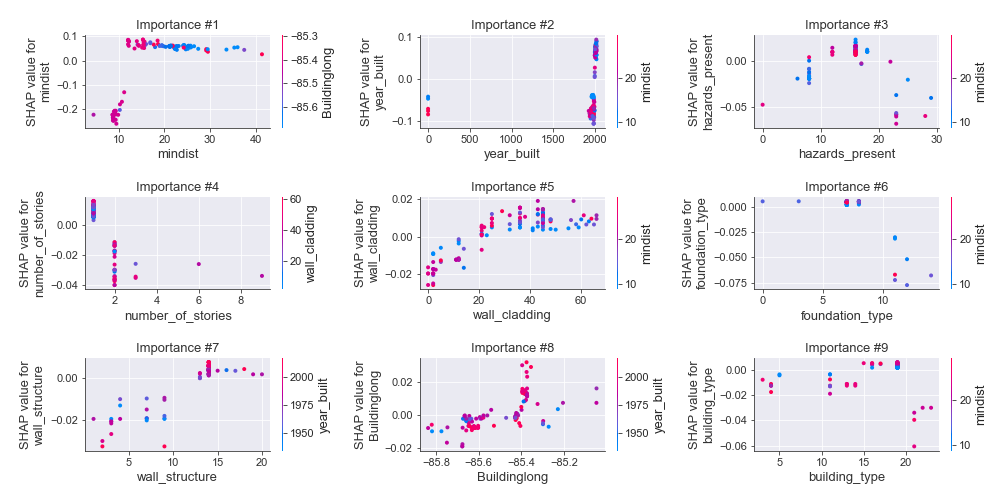 Importance #1
SHAP value for
mindist
0.1
0.0
−0.1
−0.2
10
20
30
40
mindist
−85.3
−85.4
−85.5
−85.6
Buildinglong
Importance #2
SHAP value for
year_built
0.1
0.0
−0.1
0
500
1000
1500
2000
year_built
20
10
mindist
Importance #3
SHAP value for
hazards_present
0.00
−0.05
0
10
20
30
hazards_present
20
10
mindist
Importance #4
SHAP value for
number_of_stories
0.00
−0.02
−0.04
2
4
6
8
number_of_stories
60
40
20
wall_cladding
Importance #5
SHAP value for
wall_cladding
0.02
0.00
−0.02
0
20
40
60
wall_cladding
20
10
mindist
Importance #6
SHAP value for
foundation_type
0.000
−0.025
−0.050
−0.075
0
5
10
foundation_type
20
10
mindist
Importance #7
SHAP value for
wall_structure
0.00
−0.02
5
10
15
20
wall_structure
2000
1975
1950
year_built
Importance #8
SHAP value for
Buildinglong
0.02
0.00
−0.02
−85.8
−85.6
−85.4
−85.2
Buildinglong
2000
1975
1950
year_built
Importance #9
SHAP value for
building_type
0.00
−0.02
−0.04
−0.06
5
10
15
20
building_type
20
10
mindist